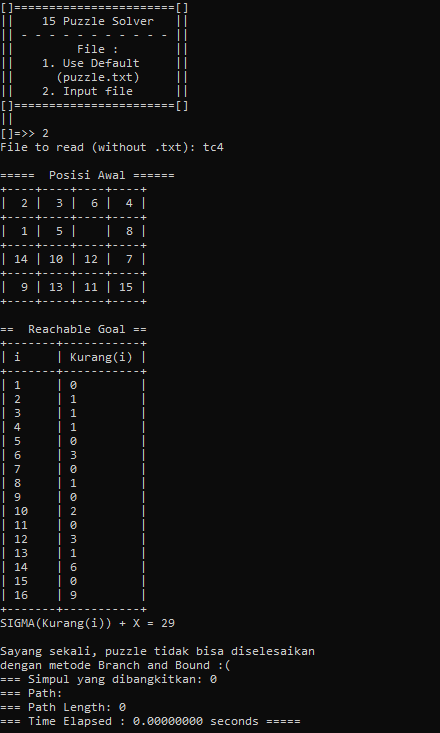 []=======================[]
||    15 Puzzle Solver   ||
|| - - - - - - - - - - - ||
||         File :        ||
||    1. Use Default     ||
||      (puzzle.txt)     ||
||    2. Input file      ||
[]=======================[]
||
[]=>> 2
File to read (without .txt): tc4

=====  Posisi Awal ======
+----+----+----+----+
|  2 |  3 |  6 |  4 |
+----+----+----+----+
|  1 |  5 |    |  8 |
+----+----+----+----+
| 14 | 10 | 12 |  7 |
+----+----+----+----+
|  9 | 13 | 11 | 15 |
+----+----+----+----+

==  Reachable Goal ==
+-------+-----------+
| i     | Kurang(i) |
+-------+-----------+
| 1     | 0         |
| 2     | 1         |
| 3     | 1         |
| 4     | 1         |
| 5     | 0         |
| 6     | 3         |
| 7     | 0         |
| 8     | 1         |
| 9     | 0         |
| 10    | 2         |
| 11    | 0         |
| 12    | 3         |
| 13    | 1         |
| 14    | 6         |
| 15    | 0         |
| 16    | 9         |
+-------+-----------+
SIGMA(Kurang(i)) + X = 29

Sayang sekali, puzzle tidak bisa diselesaikan
dengan metode Branch and Bound :(
=== Simpul yang dibangkitkan: 0
=== Path:
=== Path Length: 0
=== Time Elapsed : 0.00000000 seconds =====